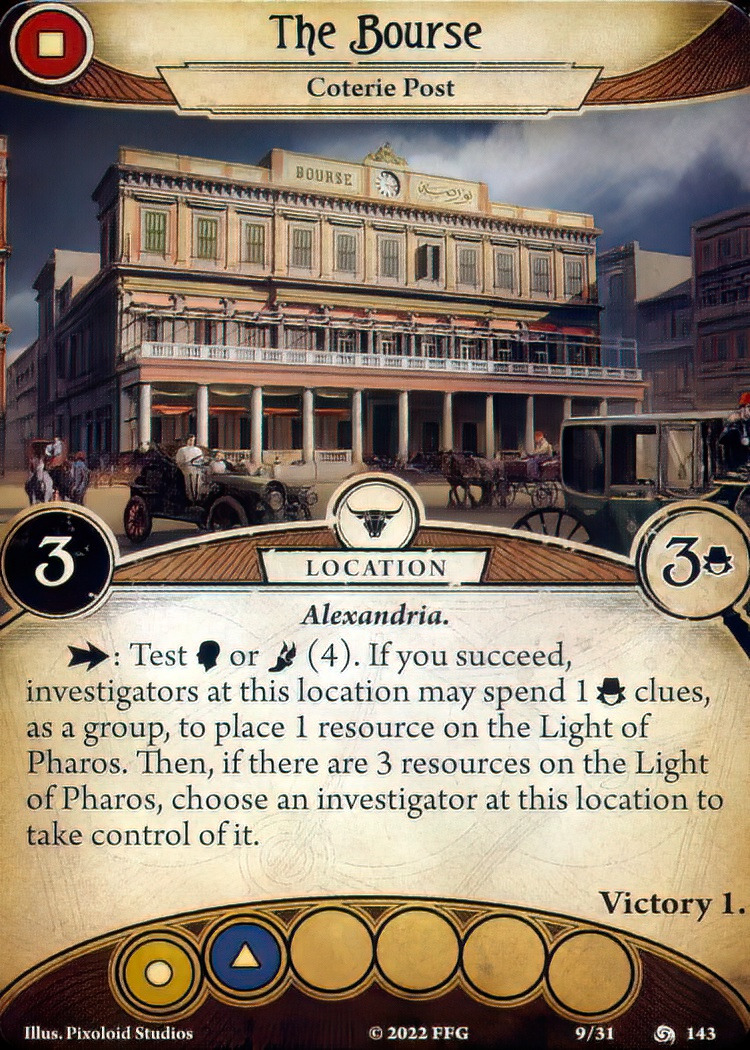 The Bourse
Coterie Post
BOURSE
بورصة
3
3
LOCATION
Alexandria.
: Test or (4). If you succeed,
investigators at this location may spend 1 clues,
as a group, to place 1 resource on the Light of
Pharos. Then, if there are 3 resources on the Light
of Pharos, choose an investigator at this location to
take control of it.
Victory 1.
Illus. Pixoloid Studios
© 2022 FFG
9/31
143